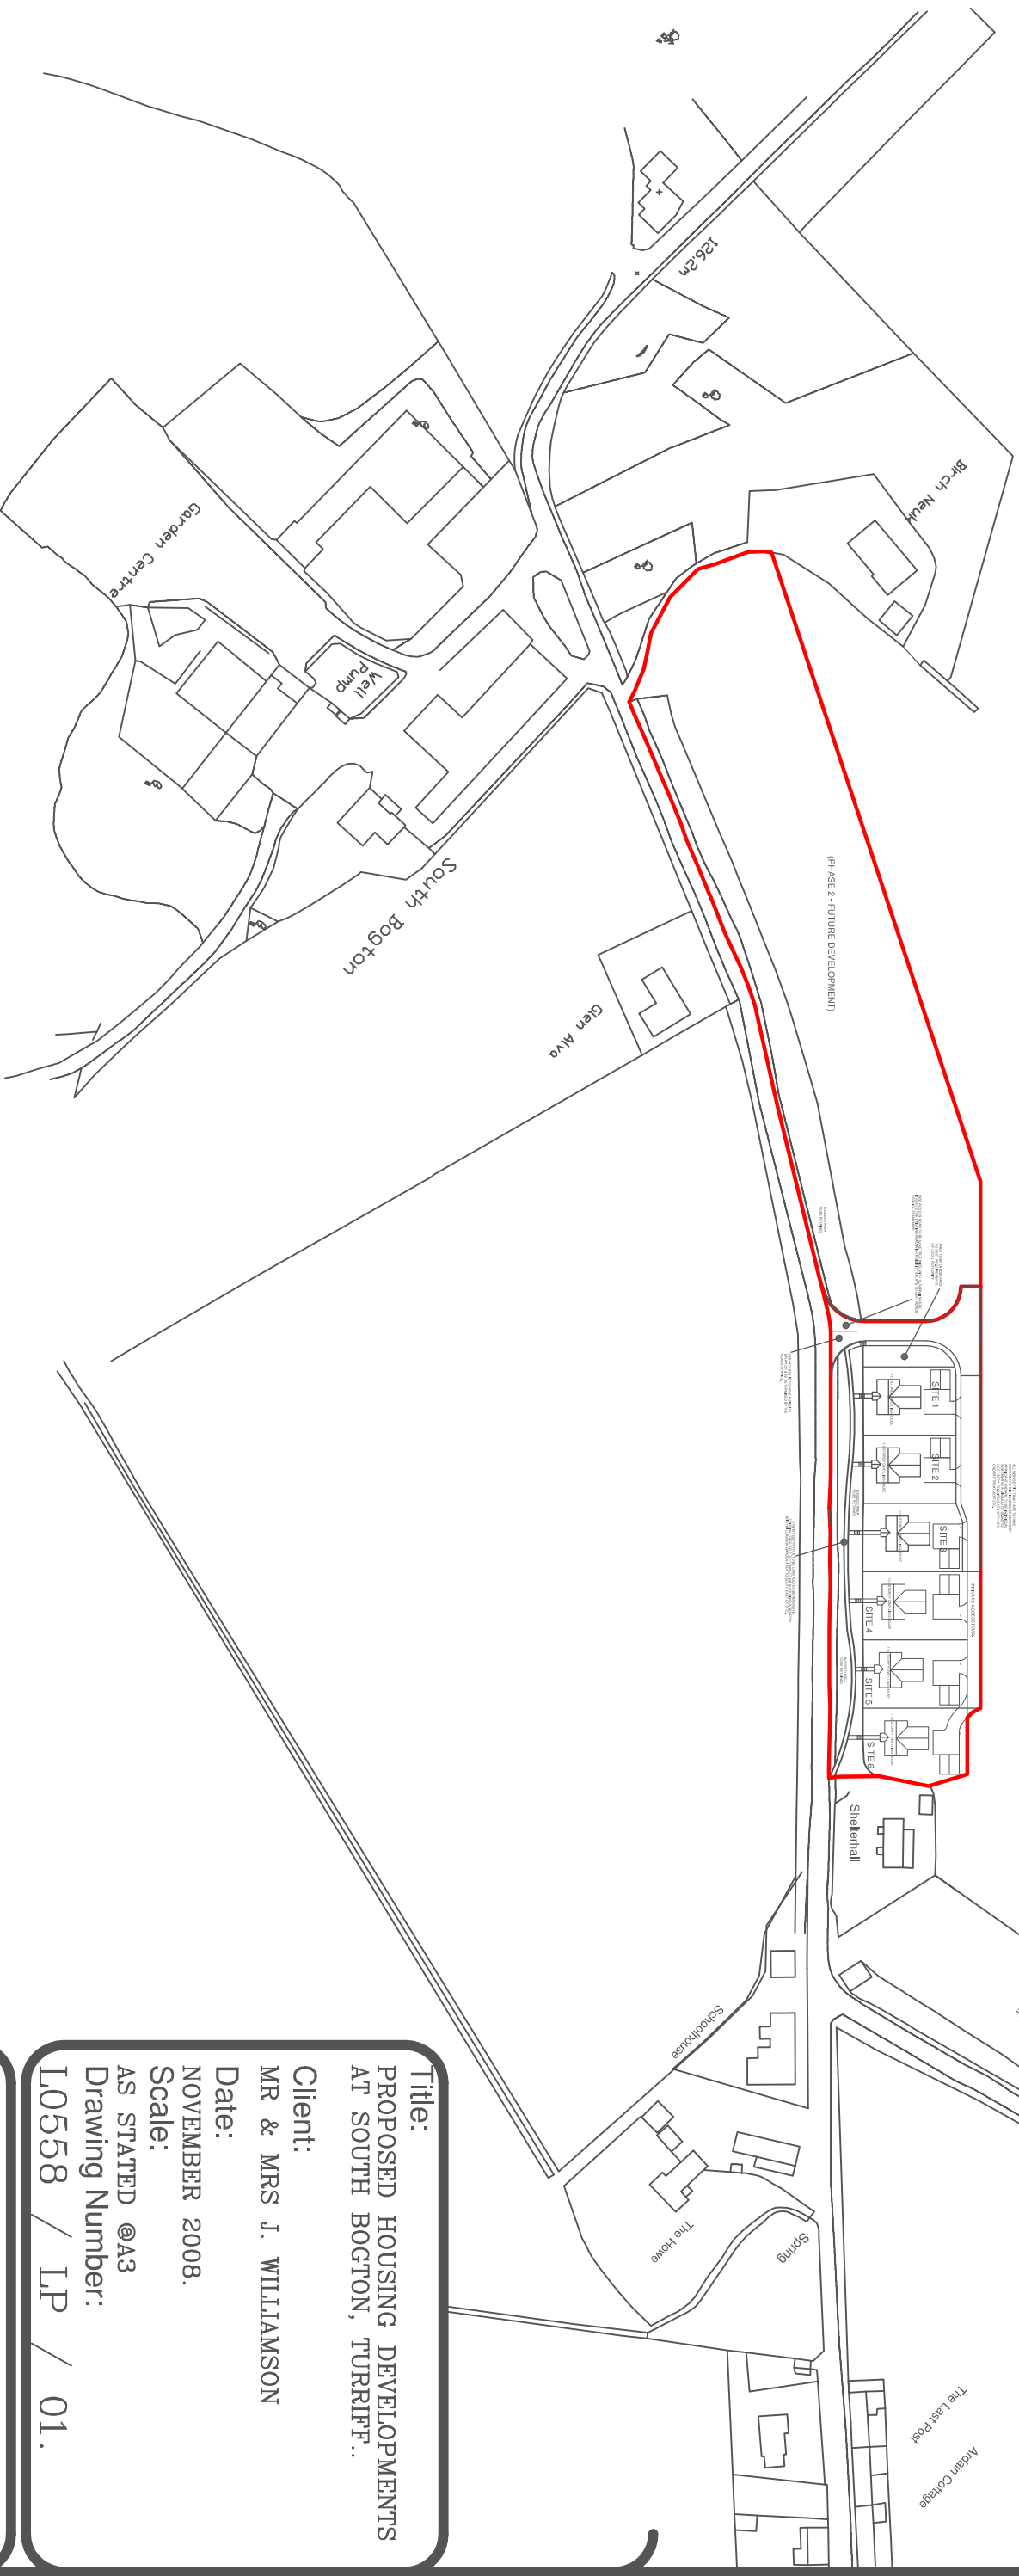 126.2m
Birch Neuk
Garden Centre
Well
Pump
South Bogton
Glen Alva
(PHASE 2 - FUTURE DEVELOPMENT)
SITE 1
SITE 2
SITE 3
SITE 4
SITE 5
SITE 6
PRIVATE ACCESS ROAD
Shelterhall
Schoolhouse
The Howe
Spring
The Last Post
Ardain Cottage
Title:
PROPOSED HOUSING DEVELOPMENTS
AT SOUTH BOGTON, TURRIFF..
Client:
MR & MRS J. WILLIAMSON
Date:
NOVEMBER 2008.
Scale:
AS STATED @A3
Drawing Number:
L0558 / LP / 01.